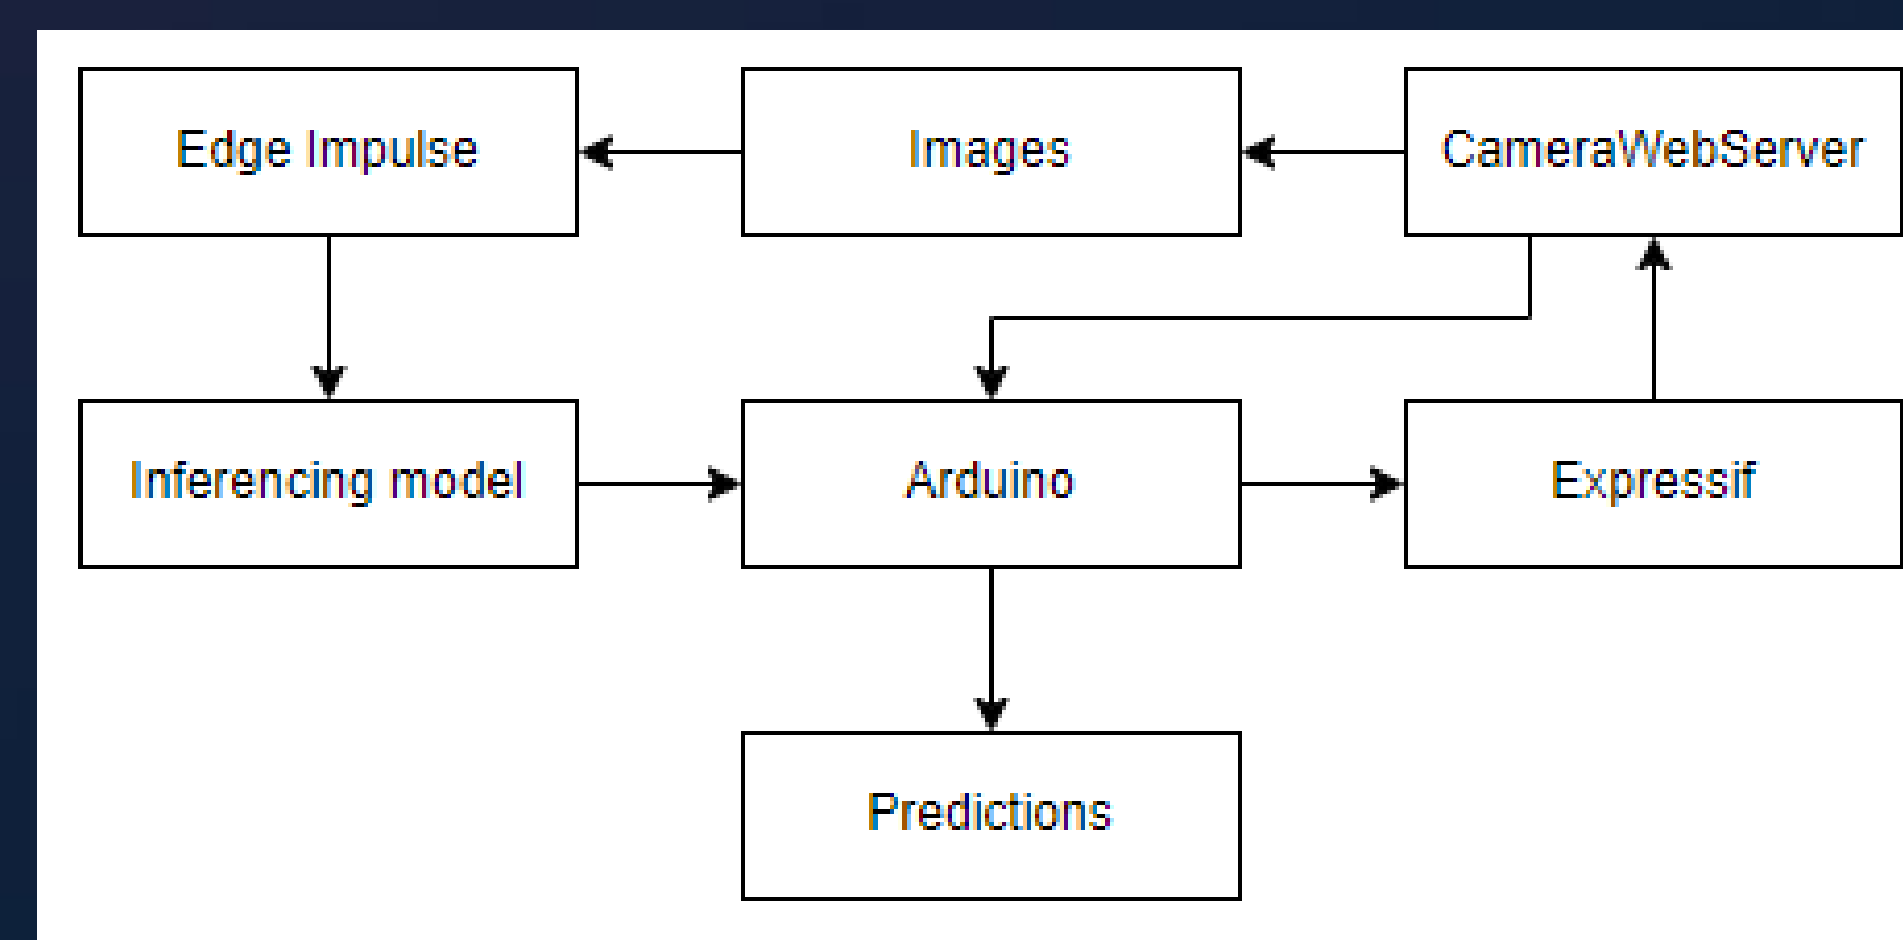 Edge Impulse
Images
CameraWebServer
Inferencing model
Arduino
Expressif
Predictions